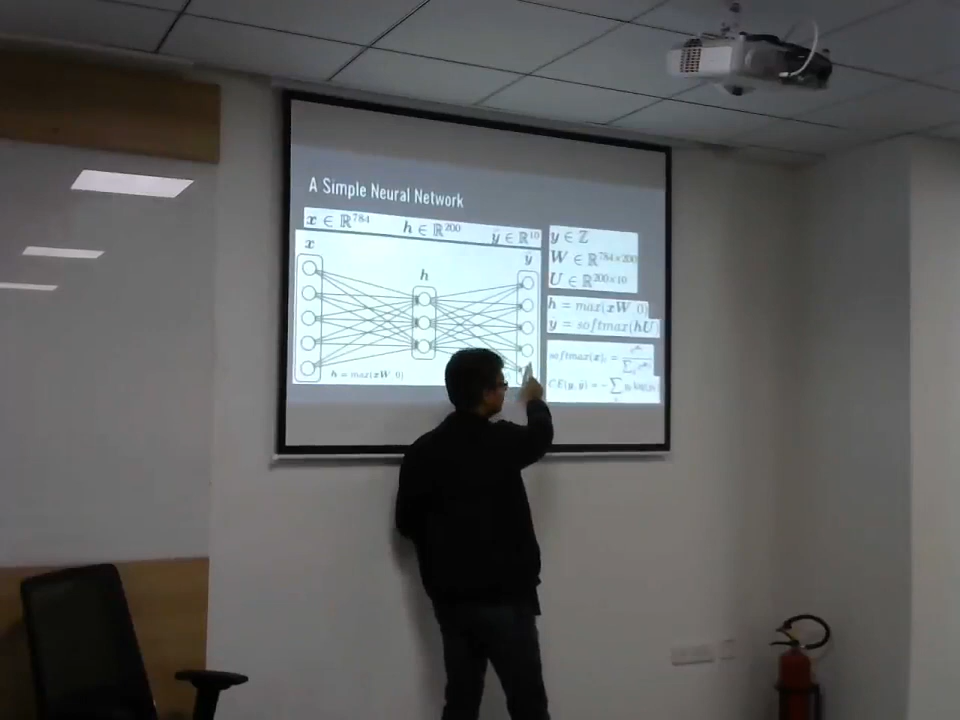 A Simple Neural Network
x ∈ ℝ^784 h ∈ ℝ^200 ŷ ∈ ℝ^10
x
h
ŷ
h = max(xW, 0)
y ∈ ℤ
W ∈ ℝ^784×200
U ∈ ℝ^200×10
h = max(xW, 0)
ŷ = softmax(hU)
softmax(x)ᵢ =
CE(y, ŷ) = −∑